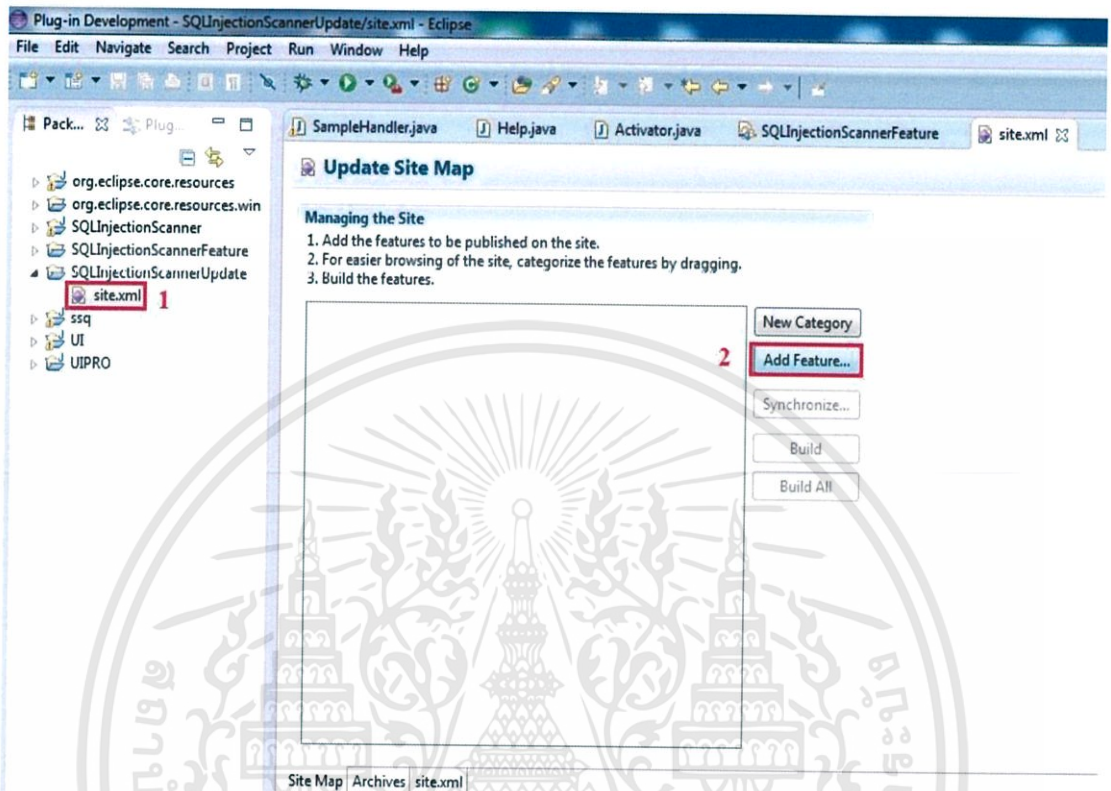 Plug-in Development - SQLInjectionScannerUpdate/site.xml - Eclipse
File Edit Navigate Search Project Run Window Help
Pack... Plug...
SampleHandler.java Help.java Activator.java SQLInjectionScannerFeature site.xml
org.eclipse.core.resources
org.eclipse.core.resources.win
SQLInjectionScanner
SQLInjectionScannerFeature
SQLInjectionScannerUpdate
site.xml 1
ssq
UI
UIPRO
Update Site Map
Managing the Site
1. Add the features to be published on the site.
2. For easier browsing of the site, categorize the features by dragging.
3. Build the features.
New Category
2 Add Feature...
Synchronize...
Build
Build All
Site Map Archives site.xml